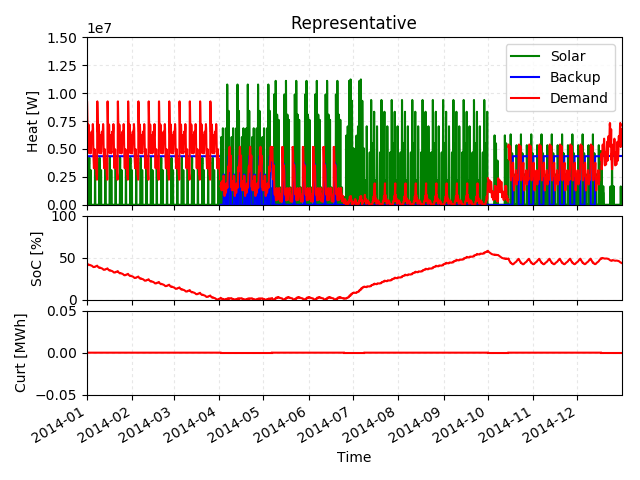 Representative
1e7
1.50
1.25
1.00
0.75
0.50
0.25
0.00
Heat [W]
Solar
Backup
Demand
100
50
0
SoC [%]
0.05
0.00
−0.05
Curt [MWh]
2014-01
2014-02
2014-03
2014-04
2014-05
2014-06
2014-07
2014-08
2014-09
2014-10
2014-11
2014-12
Time